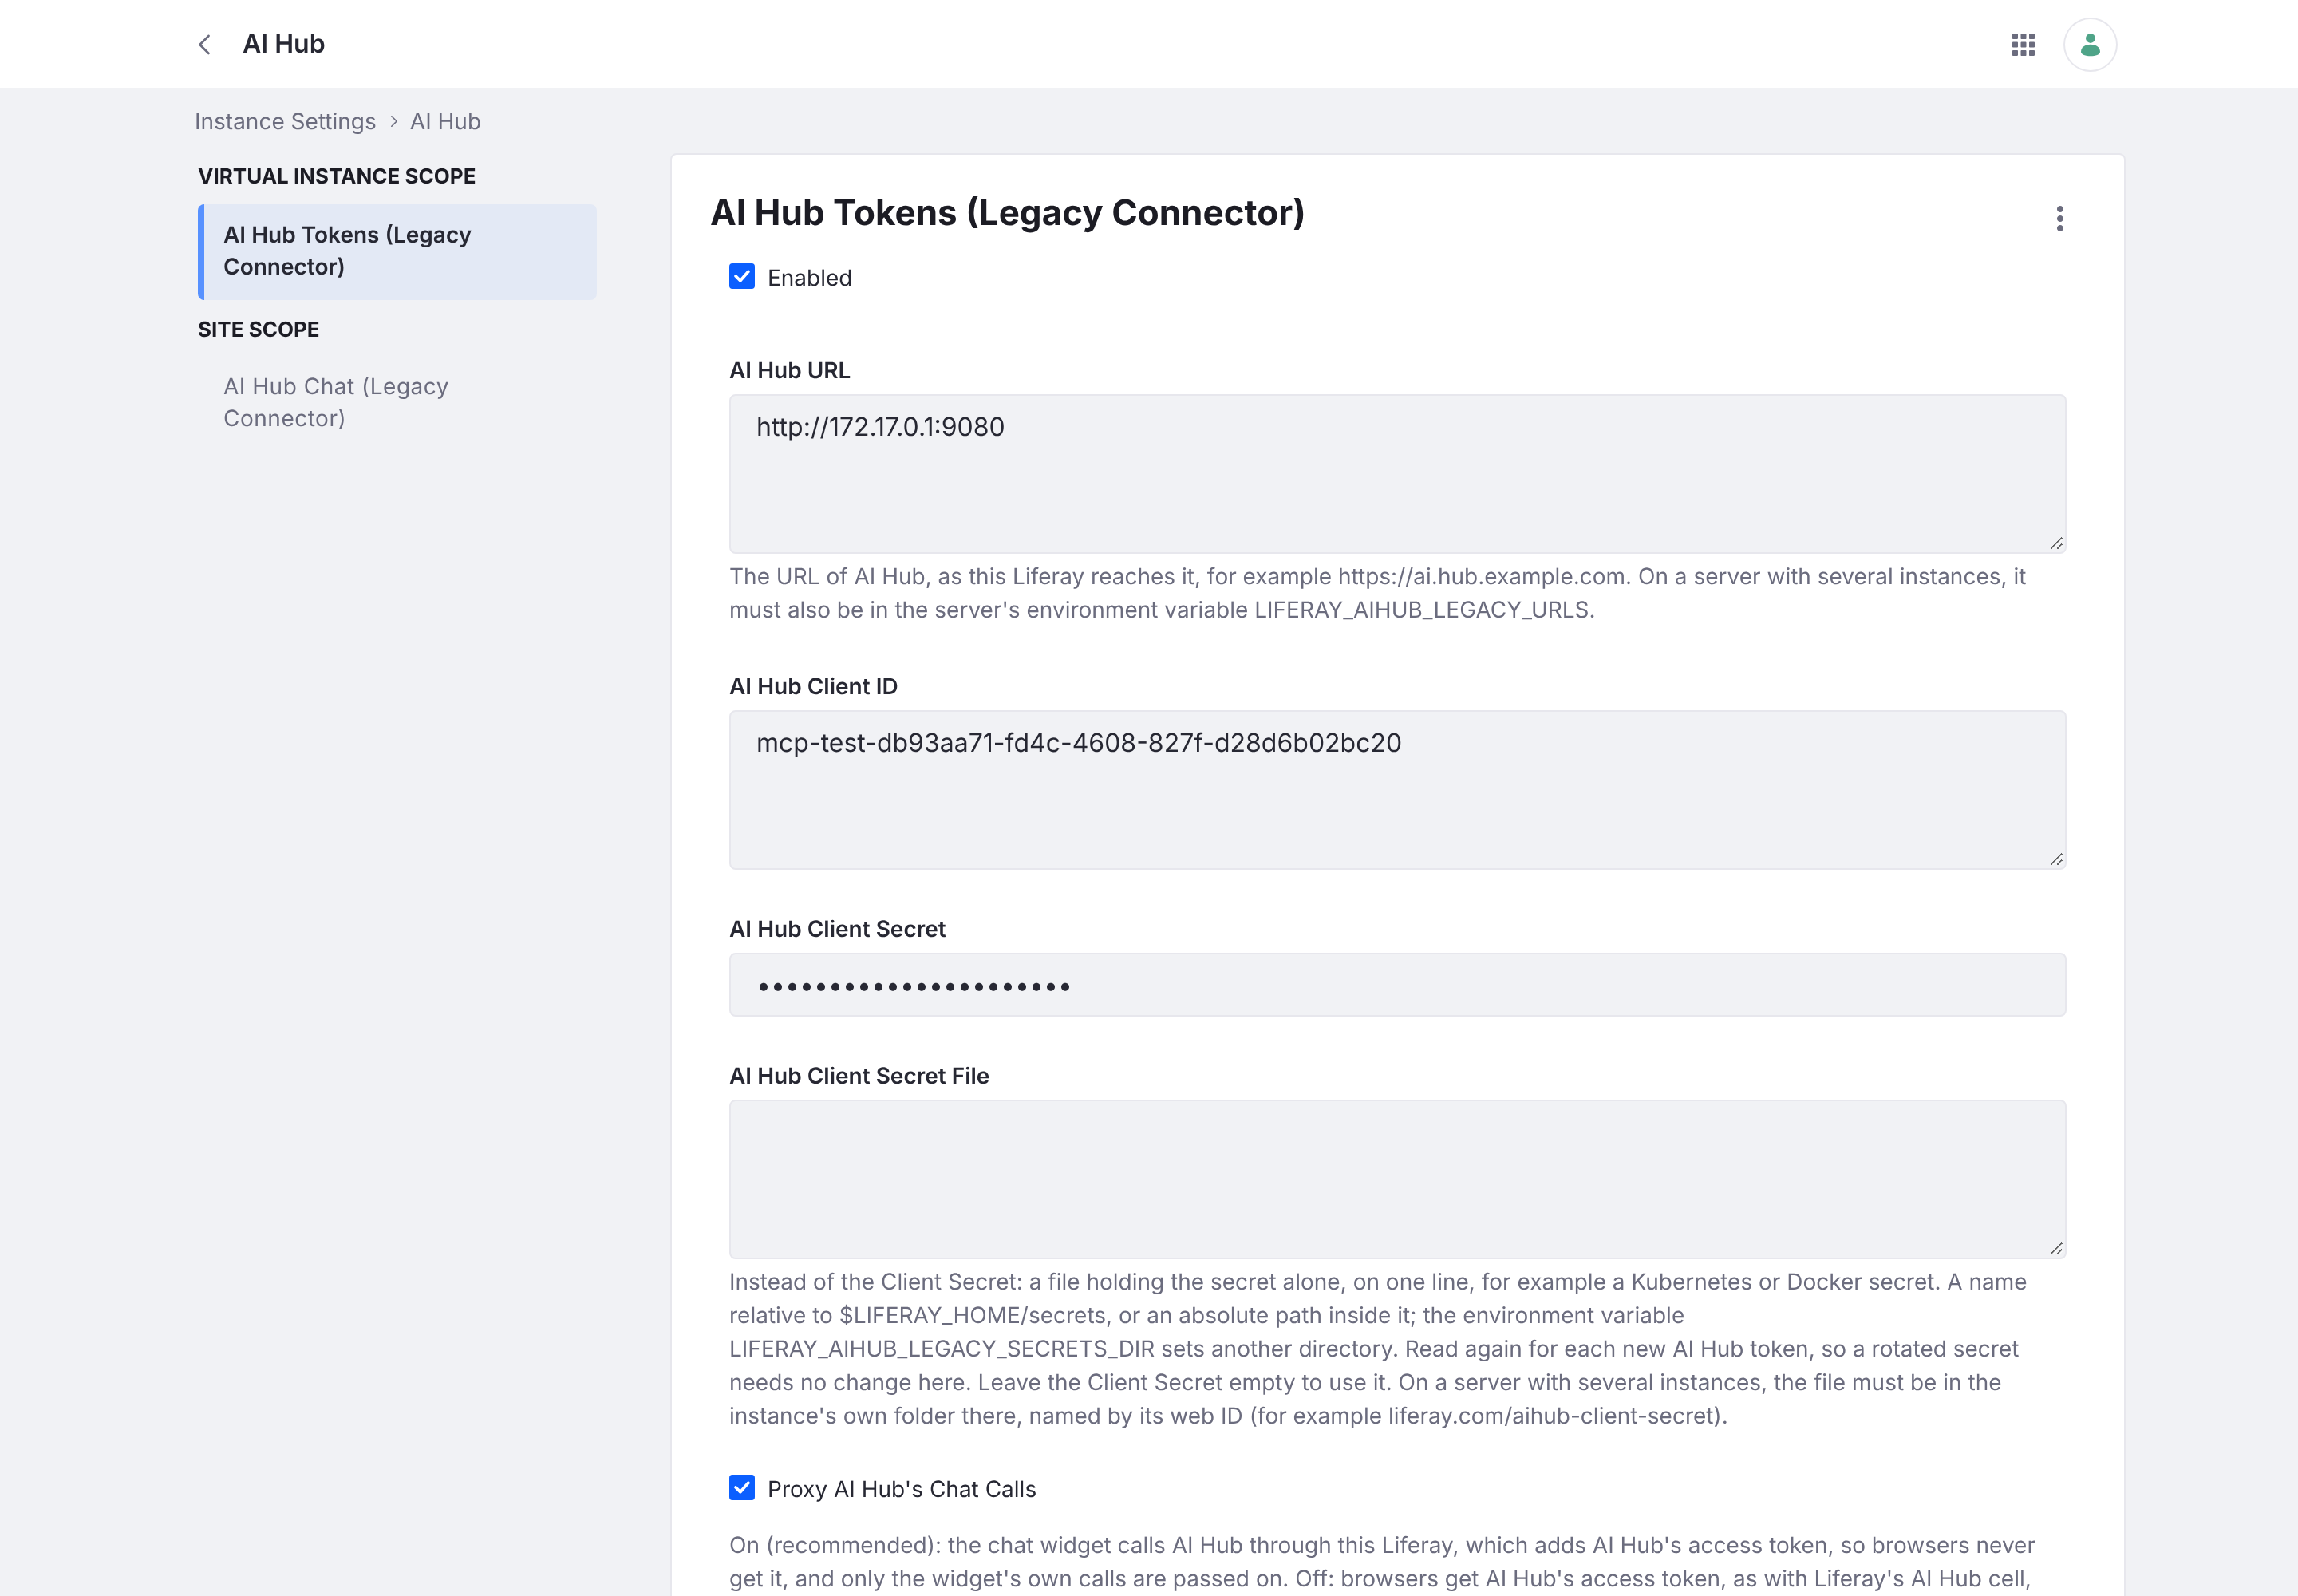 AI Hub
Instance Settings > AI Hub
VIRTUAL INSTANCE SCOPE
AI Hub Tokens (Legacy
Connector)
SITE SCOPE
AI Hub Chat (Legacy
Connector)
AI Hub Tokens (Legacy Connector)
Enabled
AI Hub URL
http://172.17.0.1:9080
The URL of AI Hub, as this Liferay reaches it, for example https://ai.hub.example.com. On a server with several instances, it
must also be in the server's environment variable LIFERAY_AIHUB_LEGACY_URLS.
AI Hub Client ID
mcp-test-db93aa71-fd4c-4608-827f-d28d6b02bc20
AI Hub Client Secret
••••••••••••••••••••••
AI Hub Client Secret File
Instead of the Client Secret: a file holding the secret alone, on one line, for example a Kubernetes or Docker secret. A name
relative to $LIFERAY_HOME/secrets, or an absolute path inside it; the environment variable
LIFERAY_AIHUB_LEGACY_SECRETS_DIR sets another directory. Read again for each new AI Hub token, so a rotated secret
needs no change here. Leave the Client Secret empty to use it. On a server with several instances, the file must be in the
instance's own folder there, named by its web ID (for example liferay.com/aihub-client-secret).
Proxy AI Hub's Chat Calls
On (recommended): the chat widget calls AI Hub through this Liferay, which adds AI Hub's access token, so browsers never
get it, and only the widget's own calls are passed on. Off: browsers get AI Hub's access token, as with Liferay's AI Hub cell,